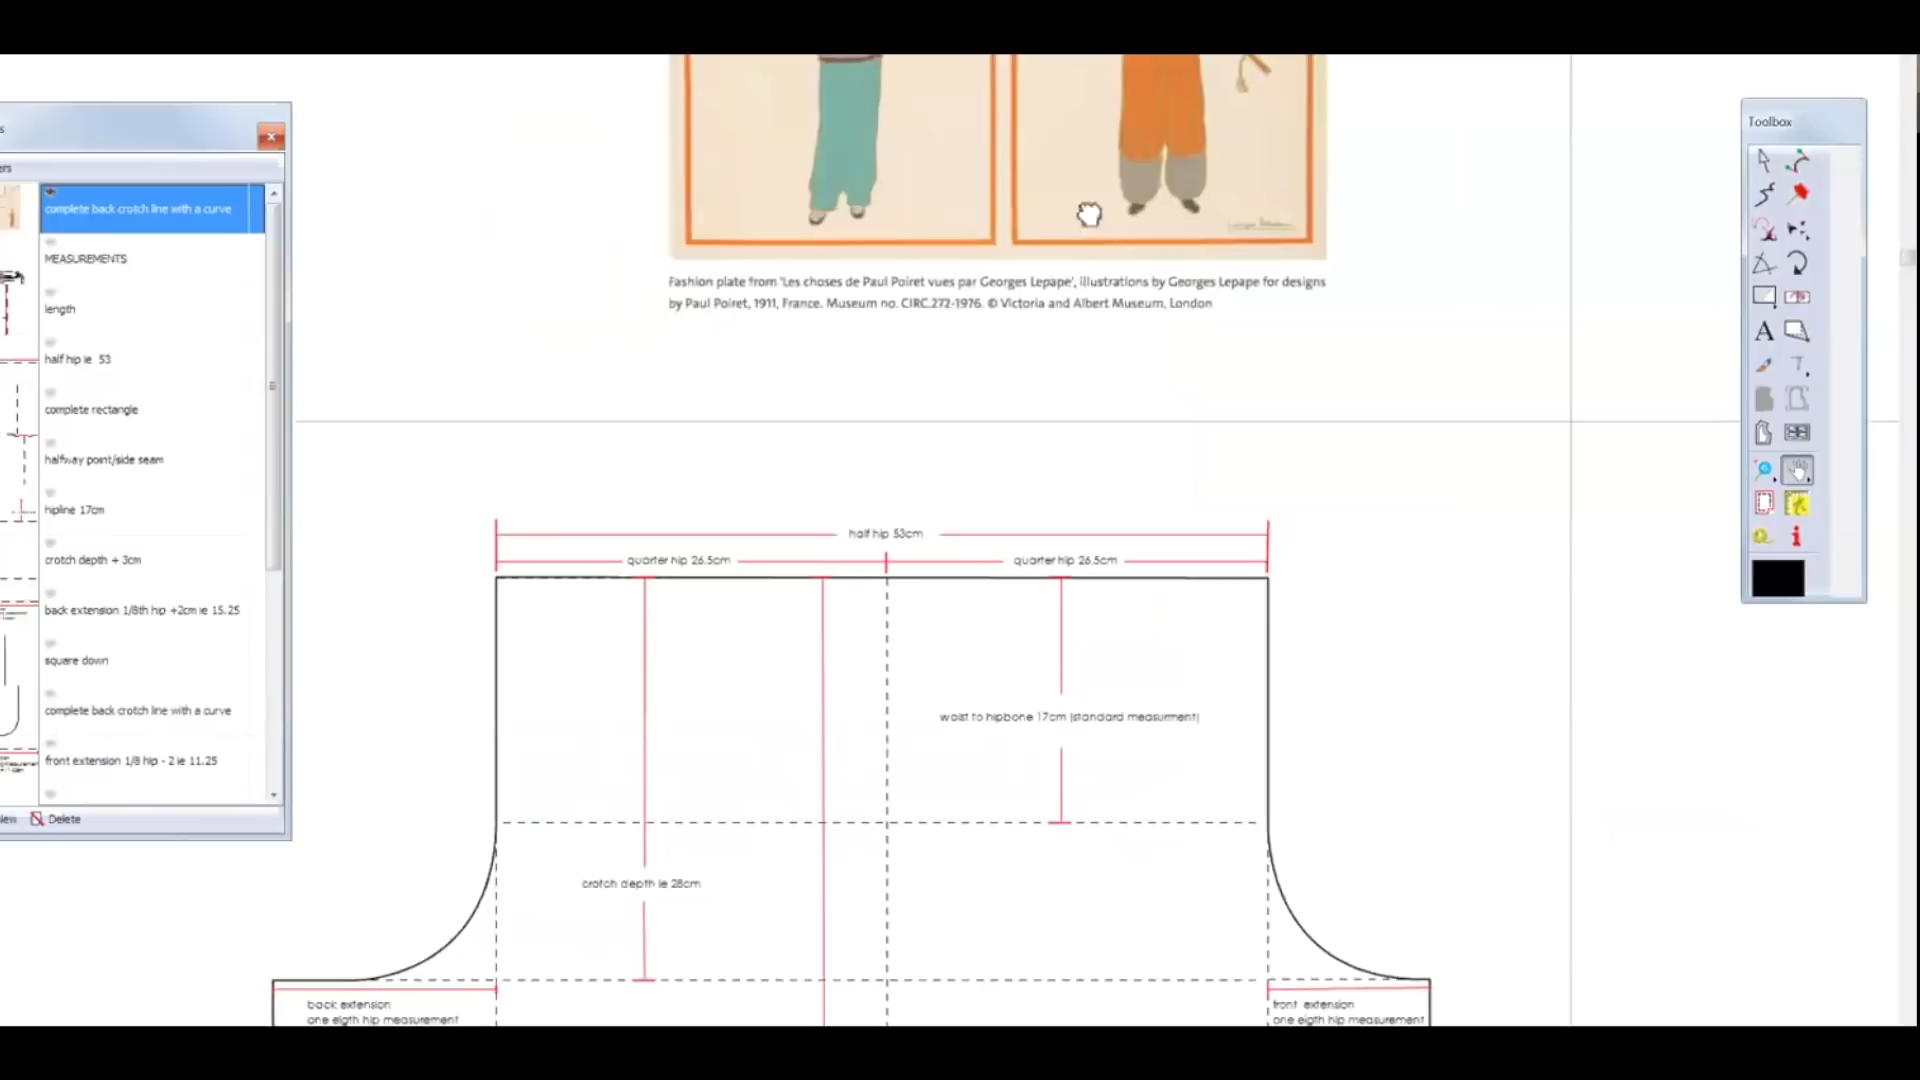 s
ers
complete back crotch line with a curve
MEASUREMENTS
length
half hip ie 53
complete rectangle
halfway point/side seam
hipline 17cm
crotch depth + 3cm
back extension 1/8th hip +2cm ie 15.25
square down
complete back crotch line with a curve
front extension 1/8 hip - 2 ie 11.25
Delete
Fashion plate from 'Les choses de Paul Poiret vues par Georges Lepape', illustrations by Georges Lepape for designs
by Paul Poiret, 1911, France. Museum no. CIRC.272-1976. © Victoria and Albert Museum, London
Toolbox
half hip 53cm
quarter hip 26.5cm
quarter hip 26.5cm
waist to hipbone 17cm (standard measurment)
crotch depth ie 28cm
back extension
one eigth hip measurement
front extension
one eigth hip measurement